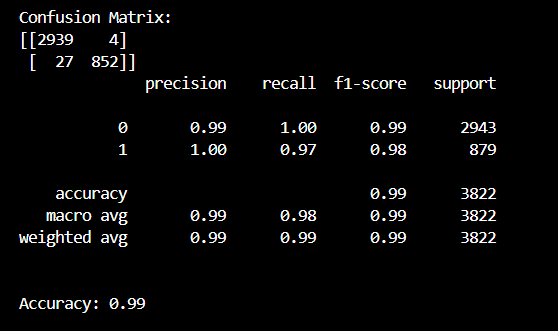 Confusion Matrix:
[[2939    4]
 [  27  852]]
              precision    recall  f1-score   support

           0       0.99      1.00      0.99      2943
           1       1.00      0.97      0.98       879

    accuracy                           0.99      3822
   macro avg       0.99      0.98      0.99      3822
weighted avg       0.99      0.99      0.99      3822

Accuracy: 0.99